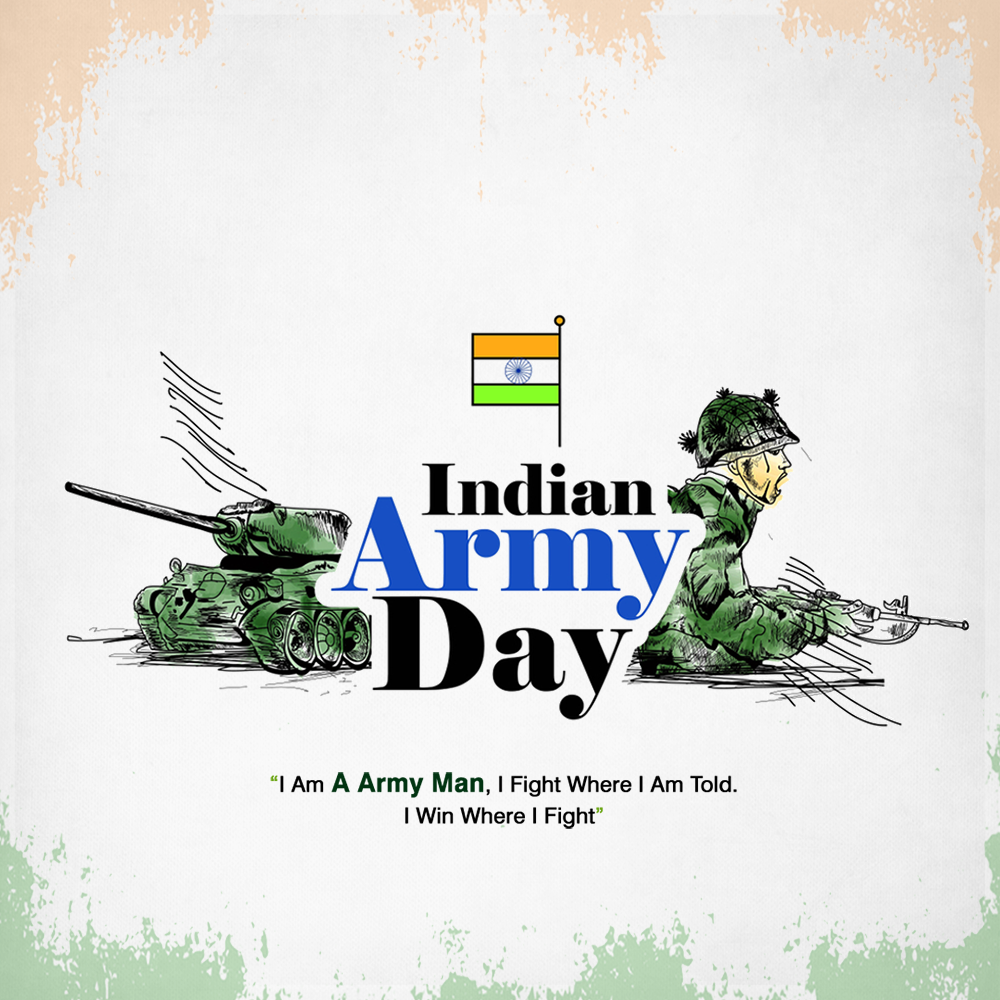 Indian
Army
Day
“I Am A Army Man, I Fight Where I Am Told.
I Win Where I Fight”